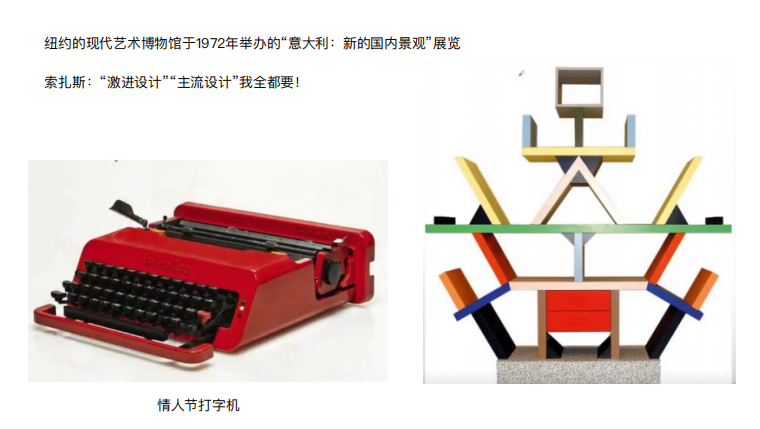 纽约的现代艺术博物馆于1972年举办的“意大利：新的国内景观”展览
索扎斯：“激进设计”“主流设计”我全都要！
情人节打字机